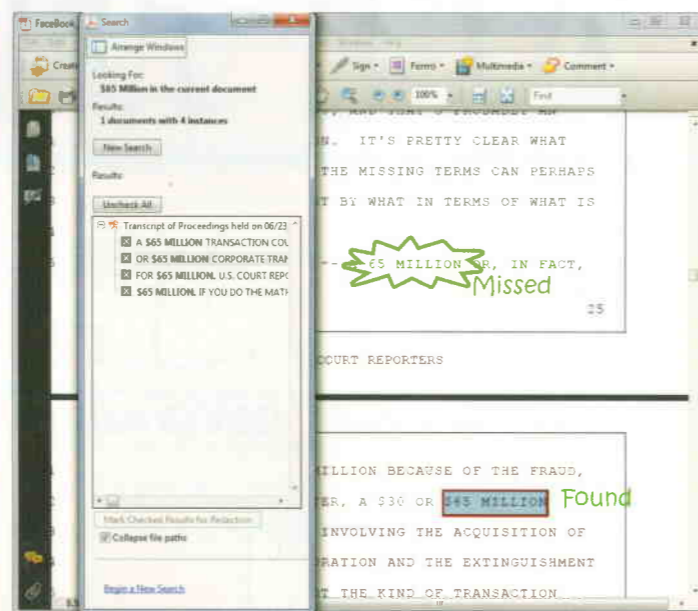 FaceBook
Search
Arrange Windows
Looking For:
$65 Million in the current document
Results:
1 documents with 4 instances
New Search
Results:
Uncheck All
Transcript of Proceedings held on 06/23
A $65 MILLION TRANSACTION COU
OR $65 MILLION CORPORATE TRAN
FOR $65 MILLION. U.S. COURT REPO
$65 MILLION. IF YOU DO THE MATH
Mark Checked Results for Redaction
Collapse file paths
Begin a New Search
Sign
Forms
Multimedia
Comment
100%
Find
IT'S PRETTY CLEAR WHAT
THE MISSING TERMS CAN PERHAPS
BY WHAT IN TERMS OF WHAT IS
65 MILLION OR, IN FACT,
Missed
25
COURT REPORTERS
MILLION BECAUSE OF THE FRAUD,
A $30 OR $65 MILLION
Found
INVOLVING THE ACQUISITION OF
RATION AND THE EXTINGUISHMENT
THE KIND OF TRANSACTION